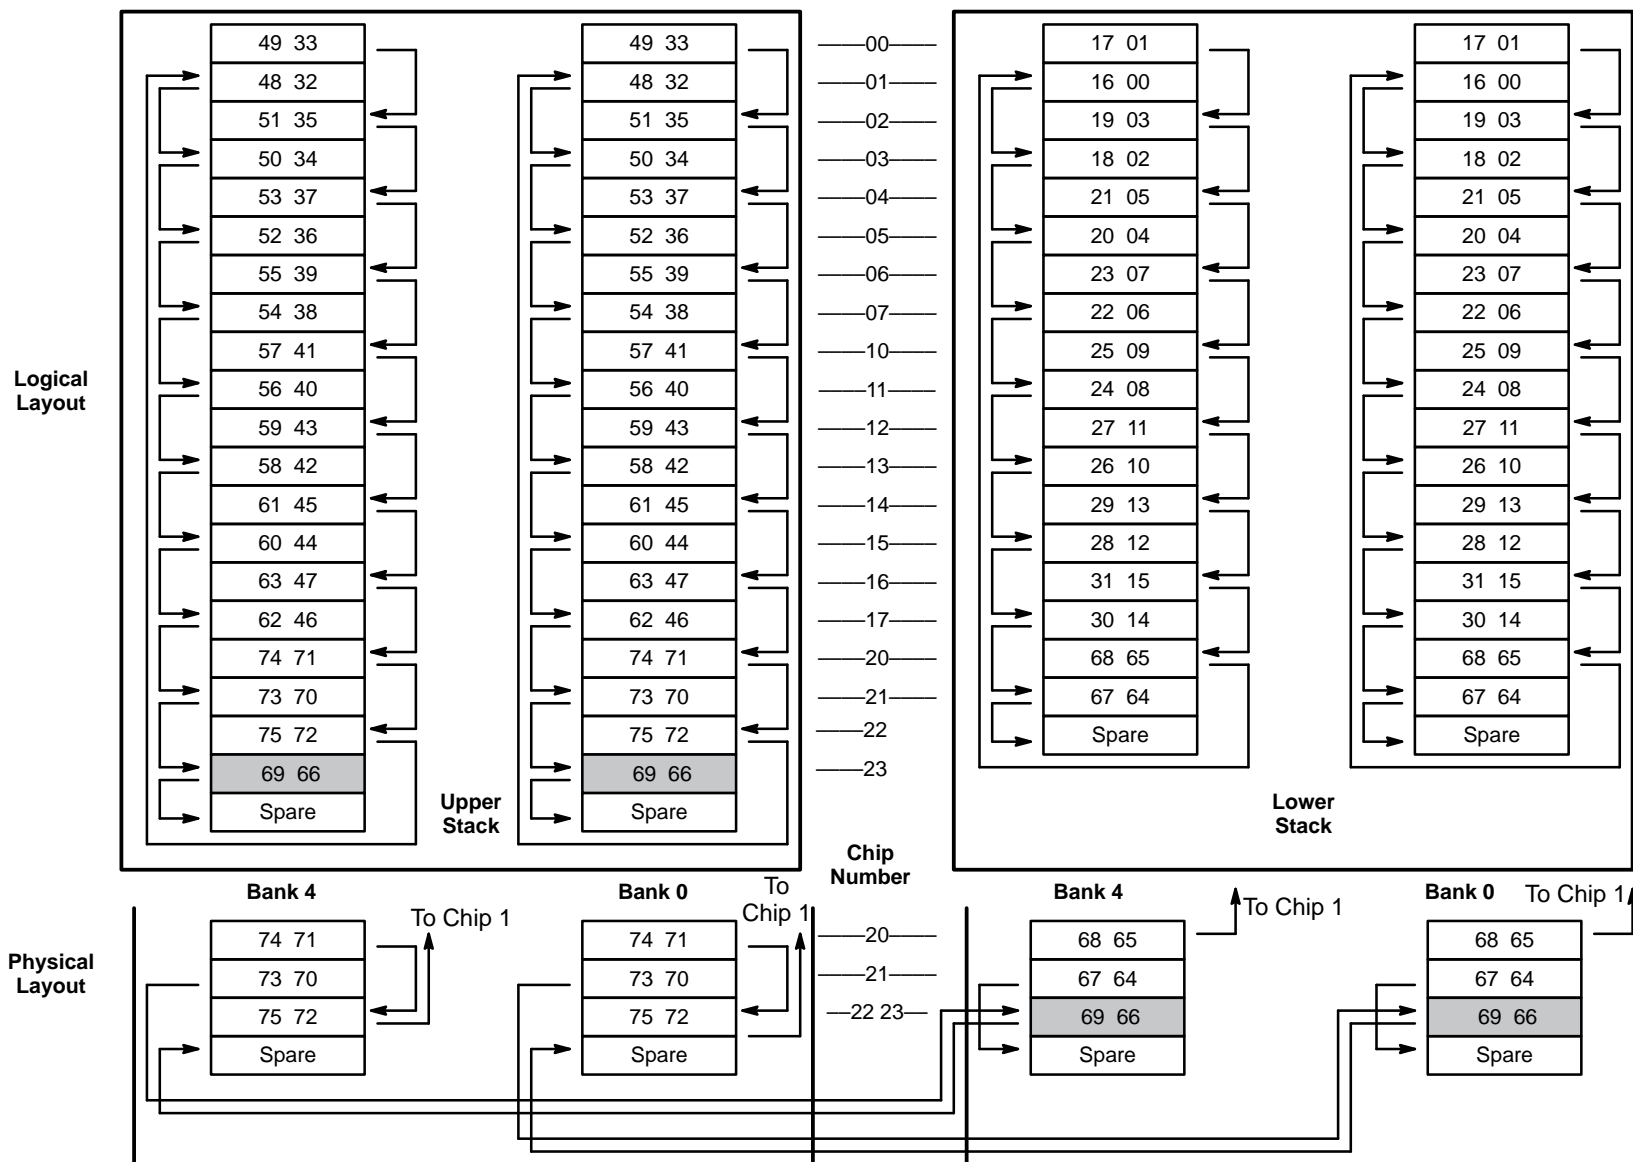 49 33 49 33 00 17 01 17 01
48 32 48 32 01 16 00 16 00
51 35 51 35 02 19 03 19 03
50 34 50 34 03 18 02 18 02
53 37 53 37 04 21 05 21 05
52 36 52 36 05 20 04 20 04
55 39 55 39 06 23 07 23 07
54 38 54 38 07 22 06 22 06
57 41 57 41 10 25 09 25 09
Logical
Layout
56 40 56 40 11 24 08 24 08
59 43 59 43 12 27 11 27 11
58 42 58 42 13 26 10 26 10
61 45 61 45 14 29 13 29 13
60 44 60 44 15 28 12 28 12
63 47 63 47 16 31 15 31 15
62 46 62 46 17 30 14 30 14
74 71 74 71 20 68 65 68 65
73 70 73 70 21 67 64 67 64
75 72 75 72 22 Spare Spare
69 66 69 66 23
Spare Spare
Upper
Stack
Lower
Stack
Chip
Number
Bank 4 Bank 0 Bank 4 Bank 0
To Chip 1
To
Chip 1
To Chip 1
To Chip 1
Physical
Layout
74 71 74 71 20 68 65 68 65
73 70 73 70 21 67 64 67 64
75 72 75 72 22 23 69 66 69 66
Spare Spare Spare Spare